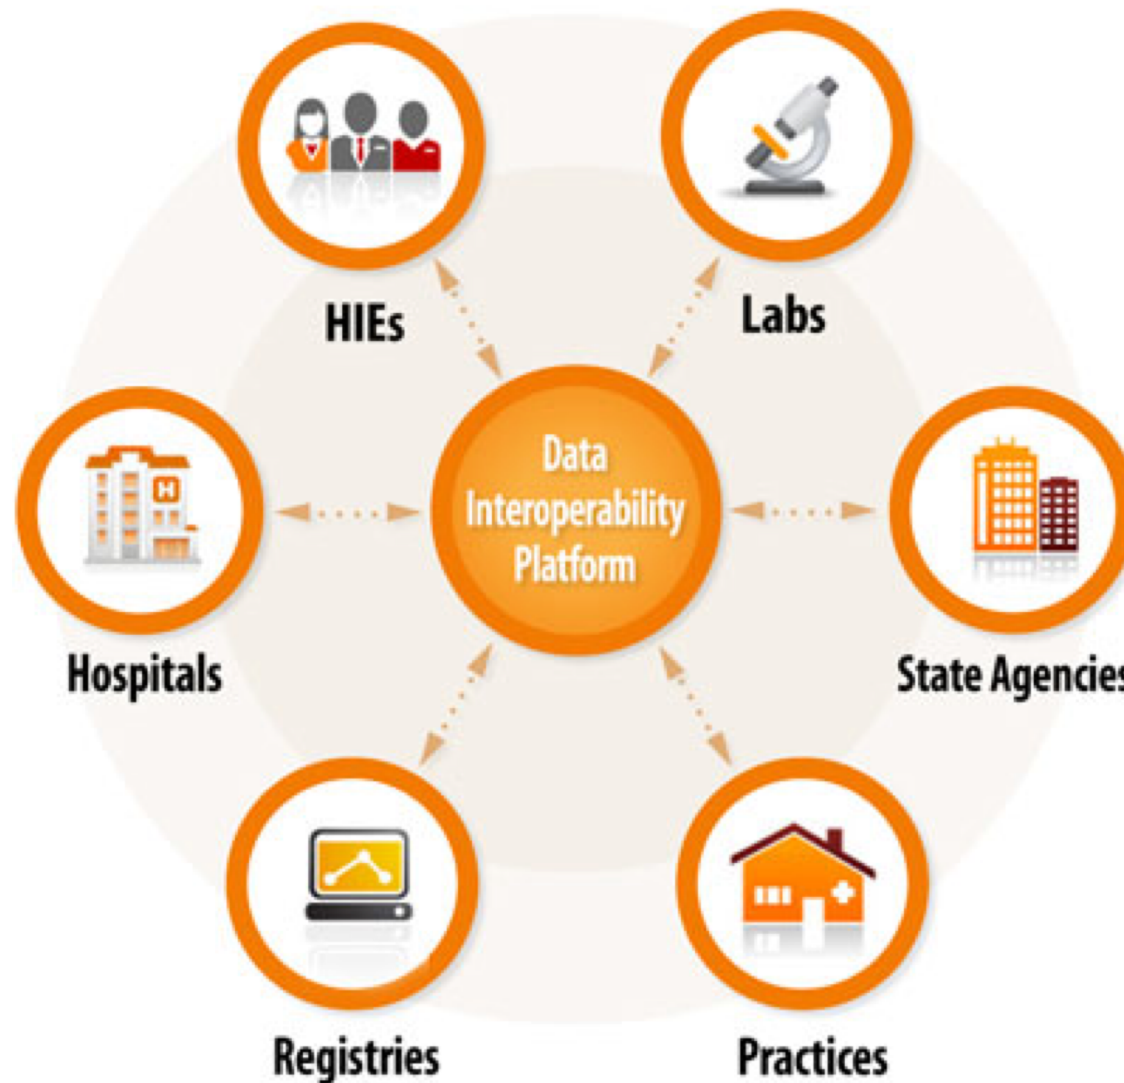 HIEs
Labs
Data
Interoperability
Platform
H
Hospitals
State Agencies
Registries
Practices